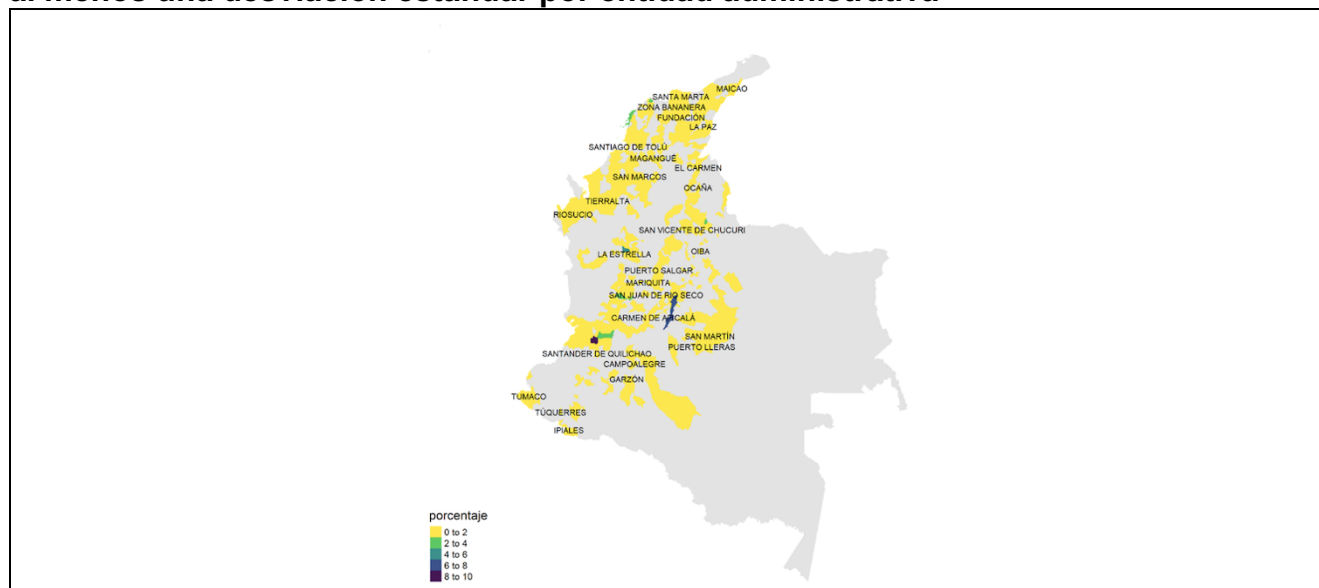 al menos una desviación estándar por entidad administrativa
MAICAO
SANTA MARTA
ZONA BANANERA
FUNDACIÓN
LA PAZ
SANTIAGO DE TOLÚ
MAGANGUÉ
EL CARMEN
SAN MARCOS
OCAÑA
TIERRALTA
RIOSUCIO
SAN VICENTE DE CHUCURI
LA ESTRELLA
OIBA
PUERTO SALGAR
MARIQUITA
SAN JUAN DE RIO SECO
CARMEN DE APICALÁ
SAN MARTÍN
PUERTO LLERAS
SANTANDER DE QUILICHAO
CAMPOALEGRE
GARZÓN
TUMACO
TÚQUERRES
IPIALES
porcentaje
0 to 2
2 to 4
4 to 6
6 to 8
8 to 10